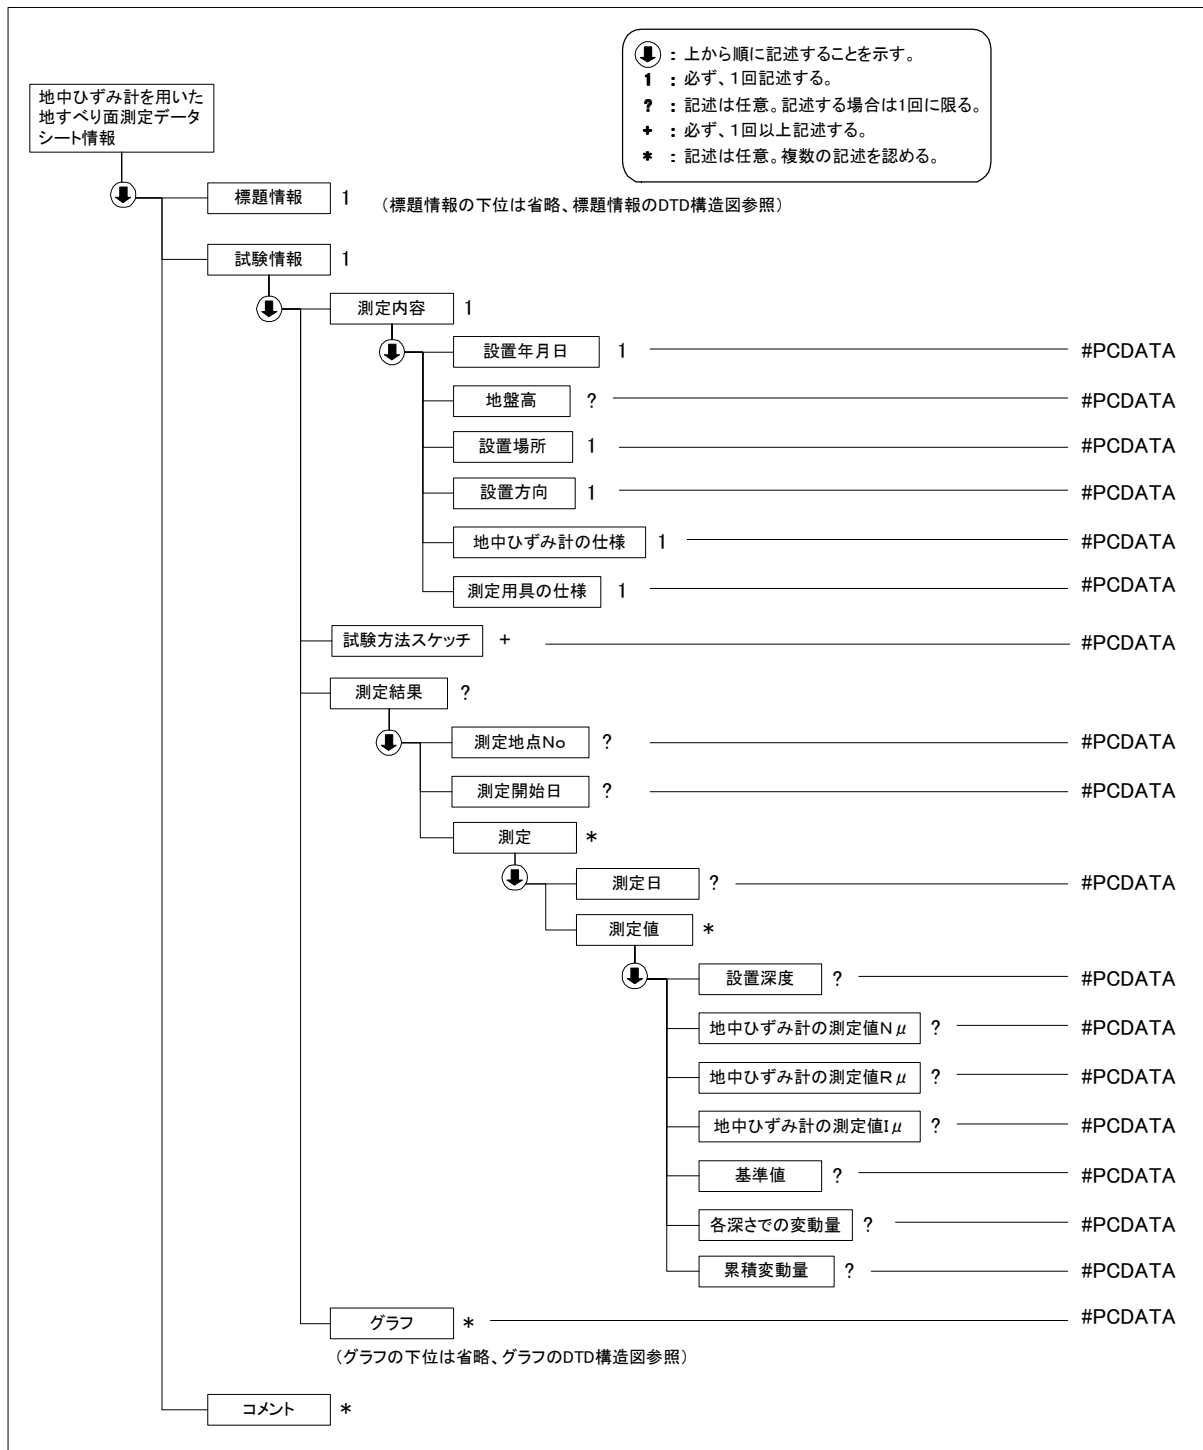 ⬇ : 上から順に記述することを示す。
1 : 必ず、1回記述する。
? : 記述は任意。記述する場合は1回に限る。
+ : 必ず、1回以上記述する。
* : 記述は任意。複数の記述を認める。
地中ひずみ計を用いた
地すべり面測定データ
シート情報
標題情報 1 (標題情報の下位は省略、標題情報のDTD構造図参照)
試験情報 1
測定内容 1
設置年月日 1 #PCDATA
地盤高 ? #PCDATA
設置場所 1 #PCDATA
設置方向 1 #PCDATA
地中ひずみ計の仕様 1 #PCDATA
測定用具の仕様 1 #PCDATA
試験方法スケッチ + #PCDATA
測定結果 ?
測定地点No ? #PCDATA
測定開始日 ? #PCDATA
測定 *
測定日 ? #PCDATA
測定値 *
設置深度 ? #PCDATA
地中ひずみ計の測定値Nμ ? #PCDATA
地中ひずみ計の測定値Rμ ? #PCDATA
地中ひずみ計の測定値Iμ ? #PCDATA
基準値 ? #PCDATA
各深さでの変動量 ? #PCDATA
累積変動量 ? #PCDATA
グラフ * #PCDATA
(グラフの下位は省略、グラフのDTD構造図参照)
コメント *